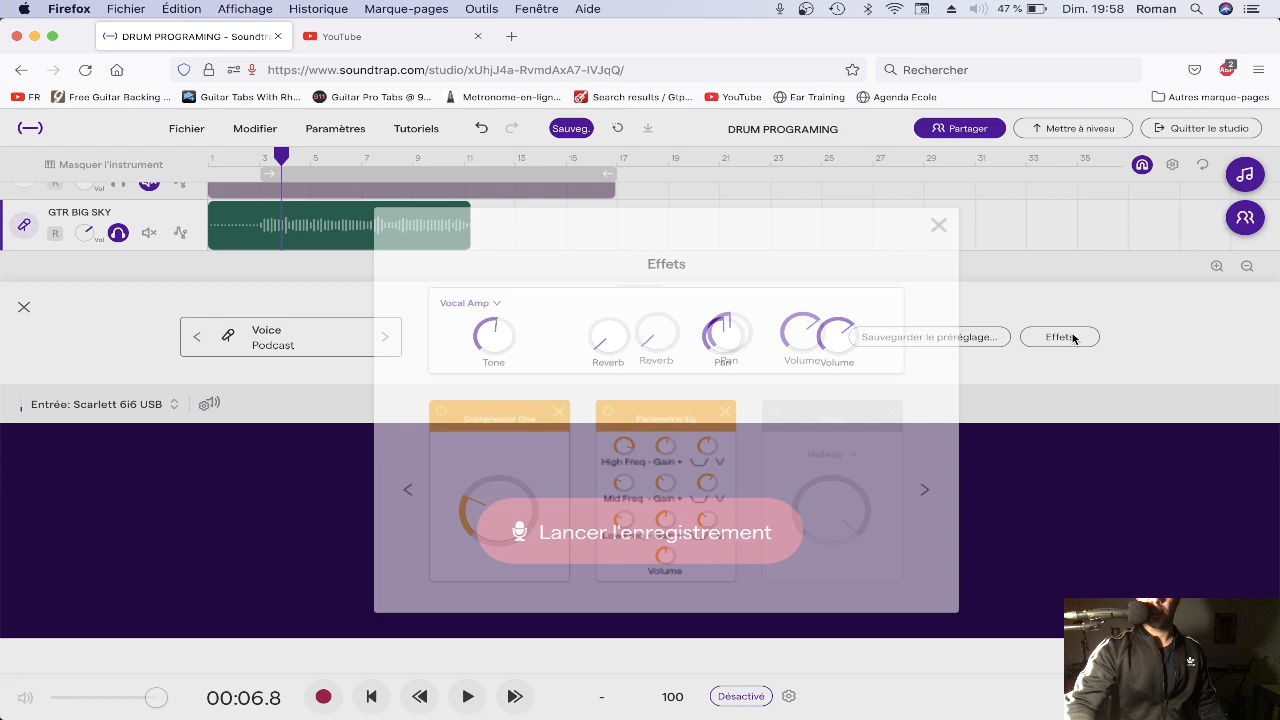 Firefox Fichier Édition Affichage Historique Marque-pages Outils Fenêtre Aide 47 % Dim. 19:58 Roman
DRUM PROGRAMING - Soundtr YouTube
https://www.soundtrap.com/studio/xUhjJ4a-RvmdAxA7-IVJqQ/ Rechercher
FR Free Guitar Backing ... Guitar Tabs With Rh... Guitar Pro Tabs @ 9... Metronome-en-lign... Search results / Gtp... YouTube Ear Training Agenda Ecole Autres marque-pages
Fichier Modifier Paramètres Tutoriels Sauveg. DRUM PROGRAMING Partager Mettre à niveau Quitter le studio
Masquer l'instrument 1 3 5 7 9 11 13 15 17 19 21 23 25 27 29 31 33 35
R Vol
GTR BIG SKY
R Vol
Effets
Vocal Amp
Voice
Podcast
Sauvegarder le préréglage... Effets...
Tone Reverb Reverb Pan Pan Volume Volume
Entrée: Scarlett 6i6 USB
Compressor One Parametric Eq
Hallway
High Freq - Gain +
Mid Freq - Gain +
Lancer l'enregistrement
Volume
00:06.8 - 100 Désactivé